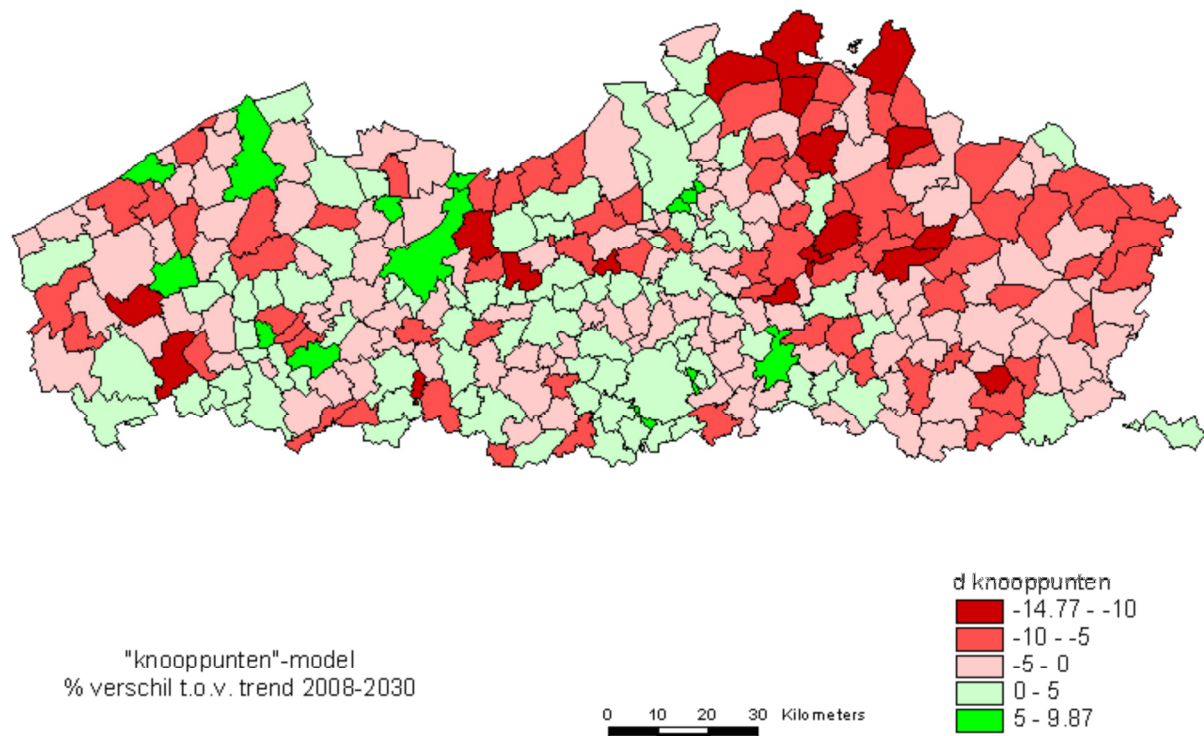 d knooppunten
-14.77 - -10
-10 - -5
-5 - 0
0 - 5
5 - 9.87
"knooppunten"-model
% verschil t.o.v. trend 2008-2030
0 10 20 30 Kilometers